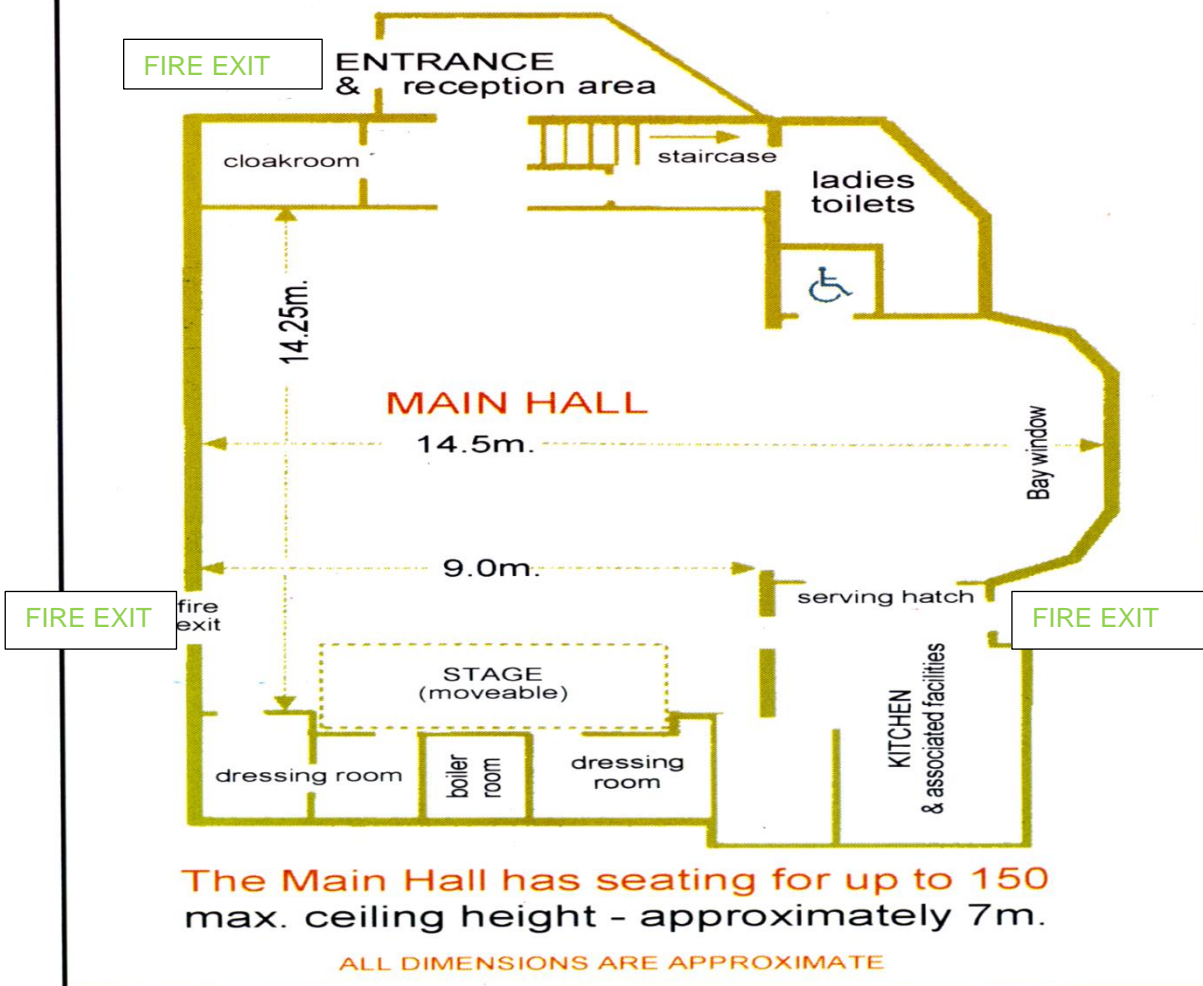 FIRE EXIT
ENTRANCE
& reception area
cloakroom
staircase
ladies
toilets
14.25m.
MAIN HALL
14.5m.
Bay window
9.0m.
FIRE EXIT
fire
exit
serving hatch
FIRE EXIT
STAGE
(moveable)
KITCHEN
& associated facilities
dressing room
boiler
room
dressing
room
The Main Hall has seating for up to 150
max. ceiling height - approximately 7m.
ALL DIMENSIONS ARE APPROXIMATE